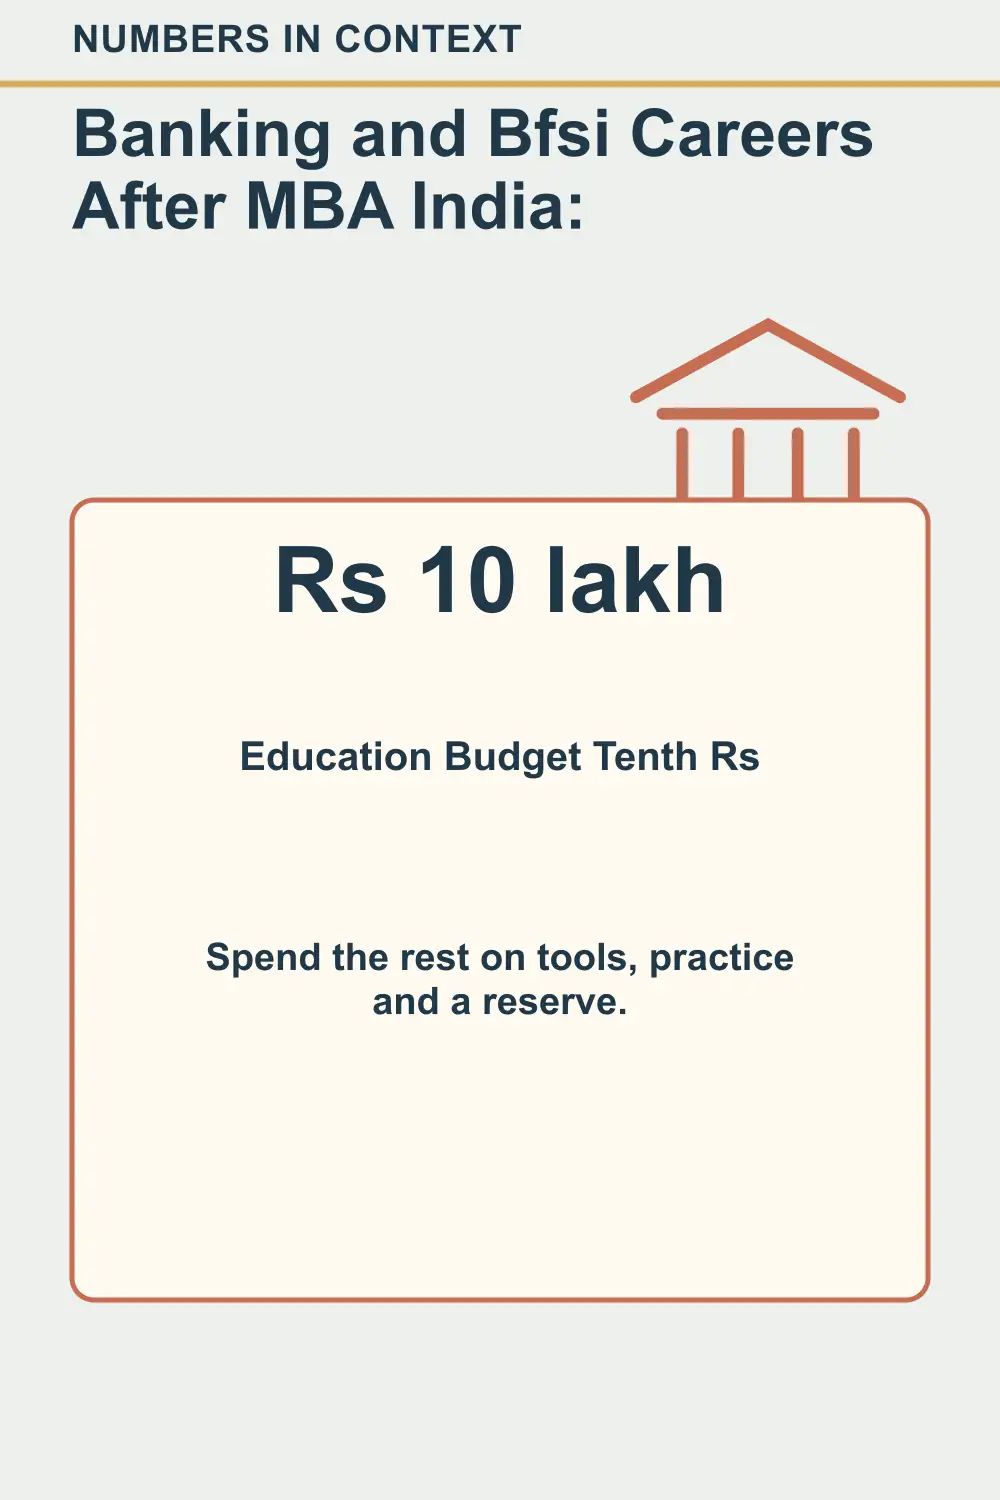 NUMBERS IN CONTEXT
Banking and Bfsi Careers
After MBA India:
Rs 10 lakh
Education Budget Tenth Rs
Spend the rest on tools, practice
and a reserve.